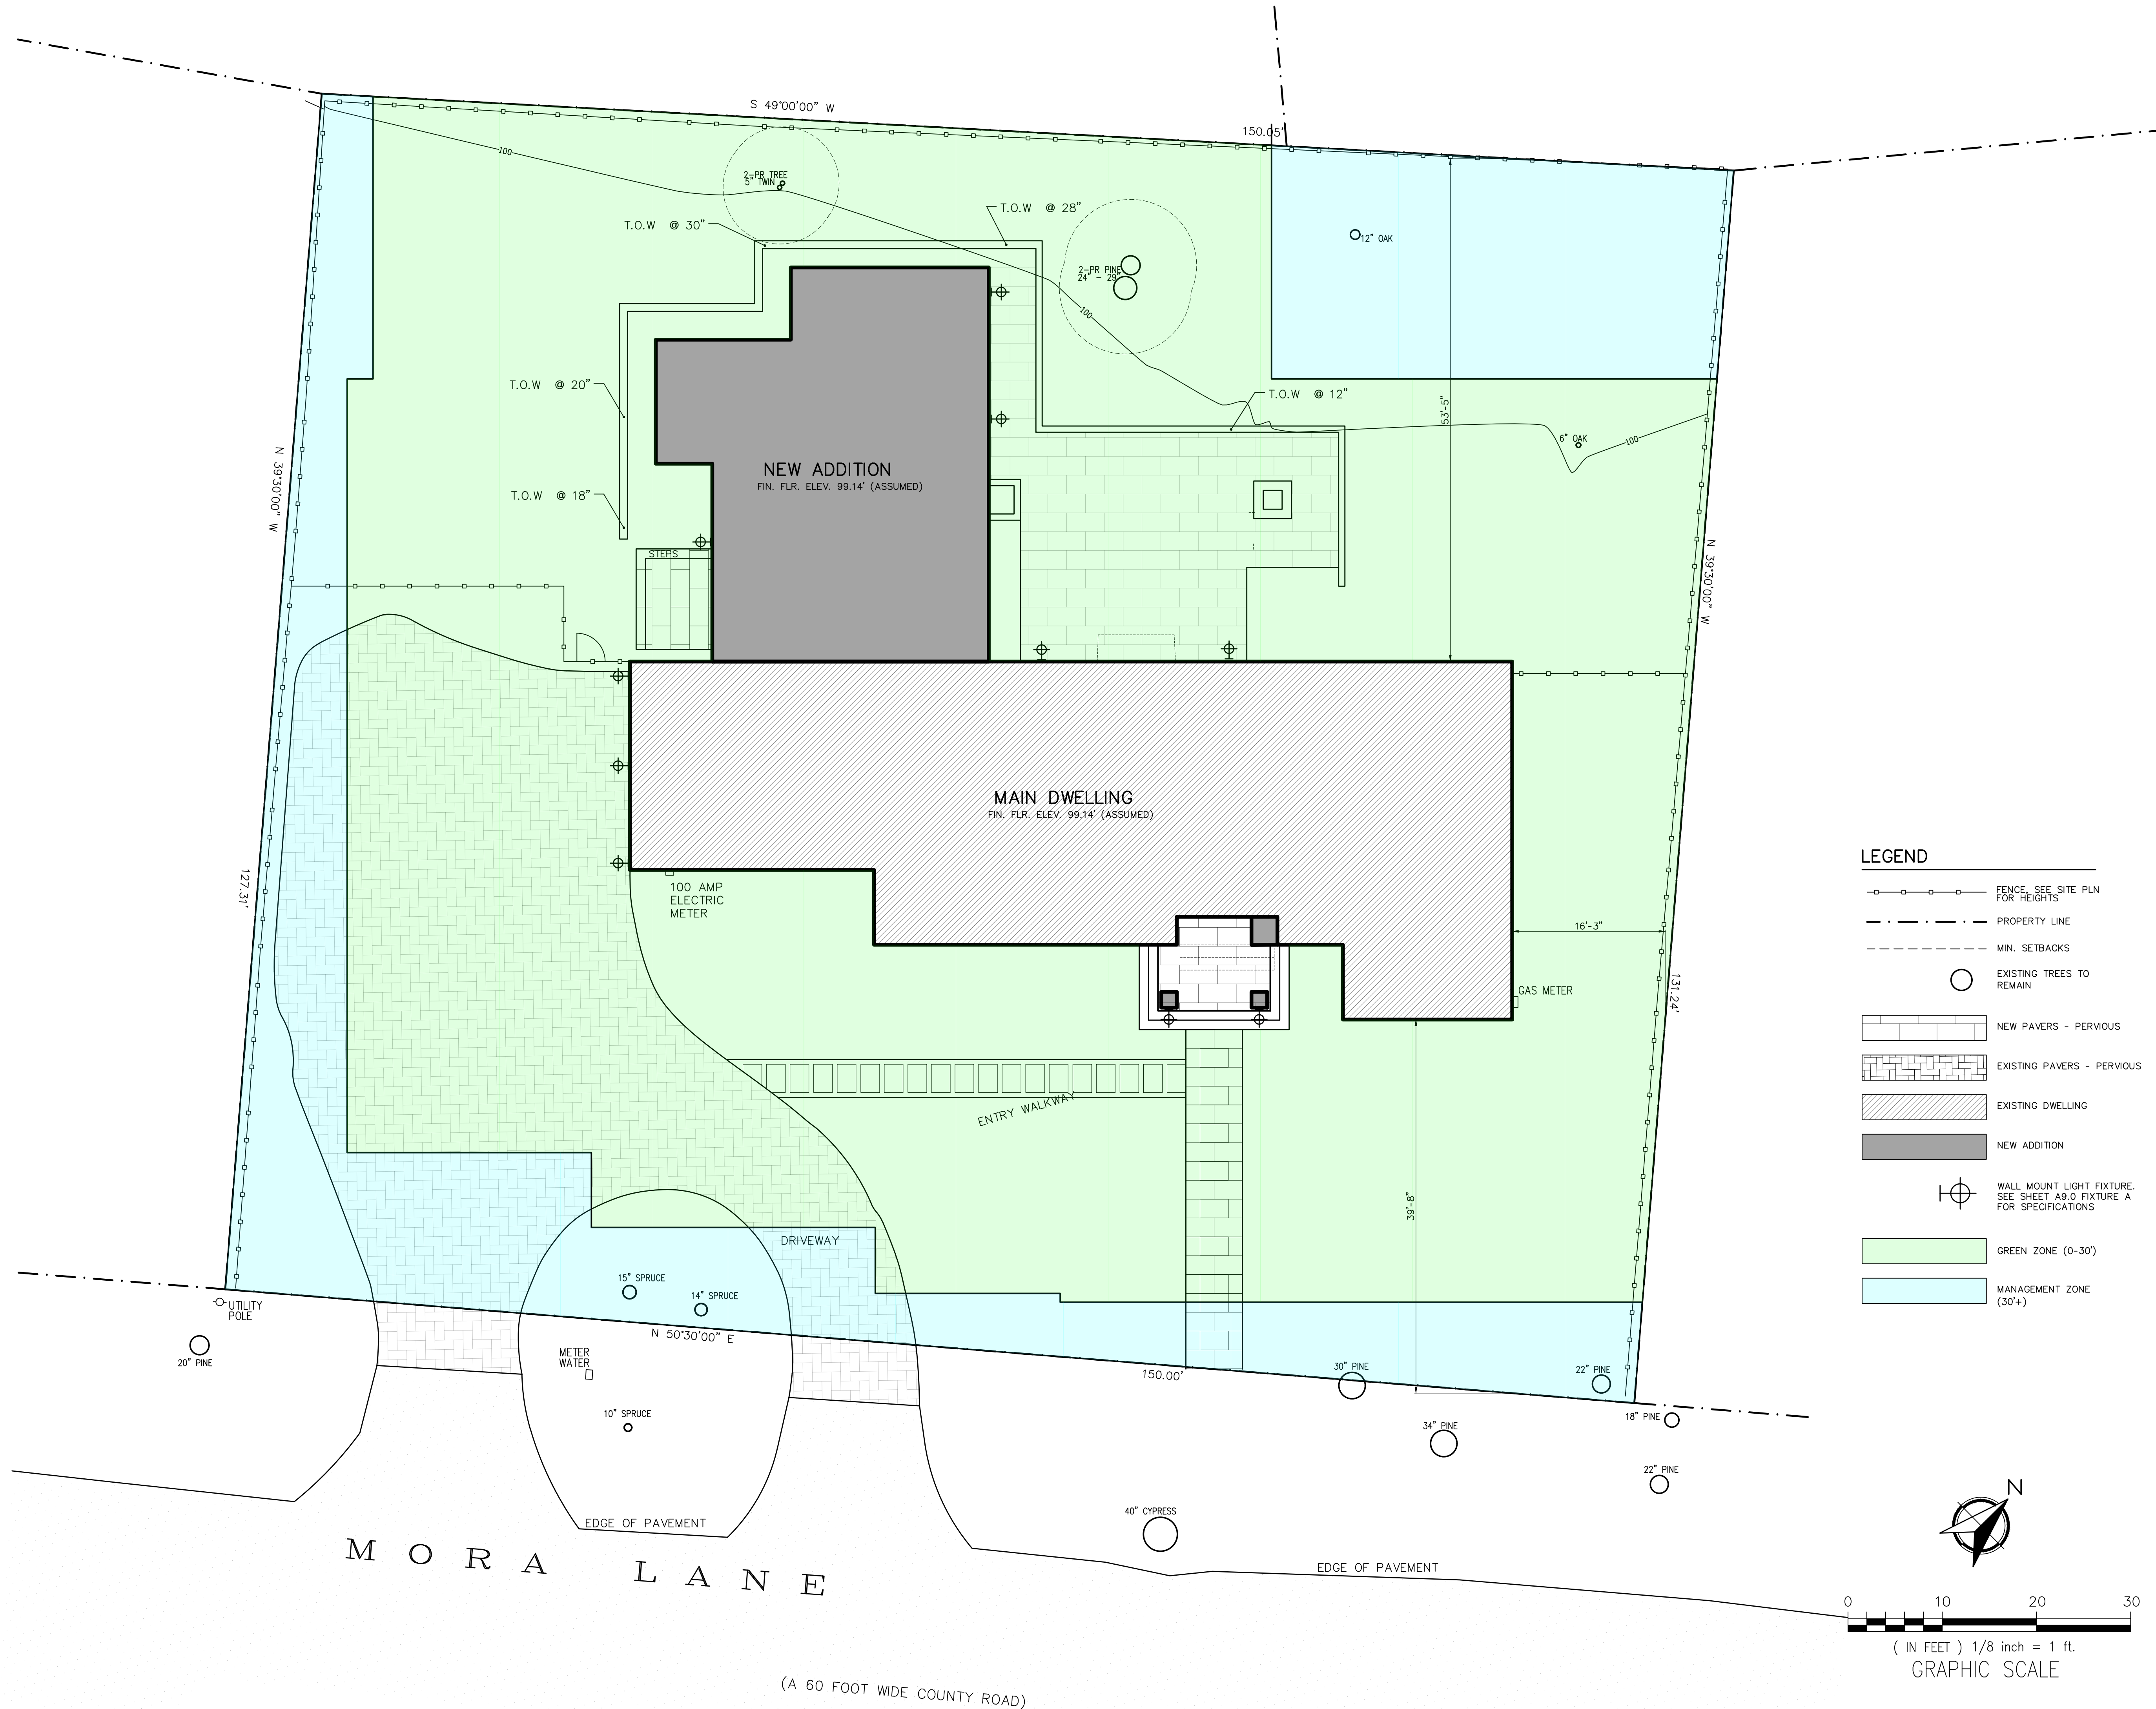 S 49°00'00" W
150.05'
100
2-PR TREE
5" TWIN
T.O.W @ 30"
T.O.W @ 28"
2-PR PINE
24" - 29"
12" OAK
100
T.O.W @ 20"
T.O.W @ 12"
53'-5"
6" OAK
100
N 39°30'00" W
NEW ADDITION
FIN. FLR. ELEV. 99.14' (ASSUMED)
T.O.W @ 18"
STEPS
N 39°30'00" W
MAIN DWELLING
FIN. FLR. ELEV. 99.14' (ASSUMED)
127.31'
100 AMP
ELECTRIC
METER
16'-3"
GAS METER
131.24'
ENTRY WALKWAY
39'-8"
DRIVEWAY
15" SPRUCE
14" SPRUCE
UTILITY
POLE
N 50°30'00" E
20" PINE
METER
WATER
150.00'
30" PINE
22" PINE
10" SPRUCE
34" PINE
18" PINE
22" PINE
40" CYPRESS
EDGE OF PAVEMENT
EDGE OF PAVEMENT
MORA LANE
(A 60 FOOT WIDE COUNTY ROAD)
LEGEND
FENCE, SEE SITE PLN
FOR HEIGHTS
PROPERTY LINE
MIN. SETBACKS
EXISTING TREES TO
REMAIN
NEW PAVERS - PERVIOUS
EXISTING PAVERS - PERVIOUS
EXISTING DWELLING
NEW ADDITION
WALL MOUNT LIGHT FIXTURE.
SEE SHEET A9.0 FIXTURE A
FOR SPECIFICATIONS
GREEN ZONE (0-30')
MANAGEMENT ZONE
(30'+)
N
0 10 20 30
( IN FEET ) 1/8 inch = 1 ft.
GRAPHIC SCALE